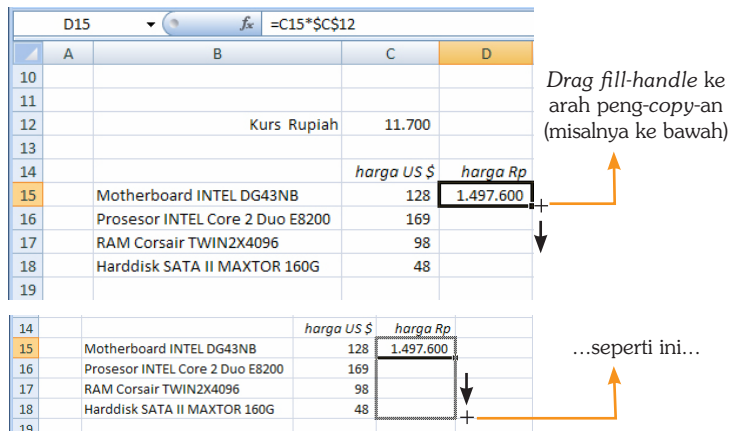 D15 fx =C15*$C$12
A B C D
10
11
12 Kurs Rupiah 11.700
13
14 harga US $ harga Rp
15 Motherboard INTEL DG43NB 128 1.497.600
16 Prosesor INTEL Core 2 Duo E8200 169
17 RAM Corsair TWIN2X4096 98
18 Harddisk SATA II MAXTOR 160G 48
19
Drag fill-handle ke
arah peng-copy-an
(misalnya ke bawah)
14 harga US $ harga Rp
15 Motherboard INTEL DG43NB 128 1.497.600
16 Prosesor INTEL Core 2 Duo E8200 169
17 RAM Corsair TWIN2X4096 98
18 Harddisk SATA II MAXTOR 160G 48
19
...seperti ini...